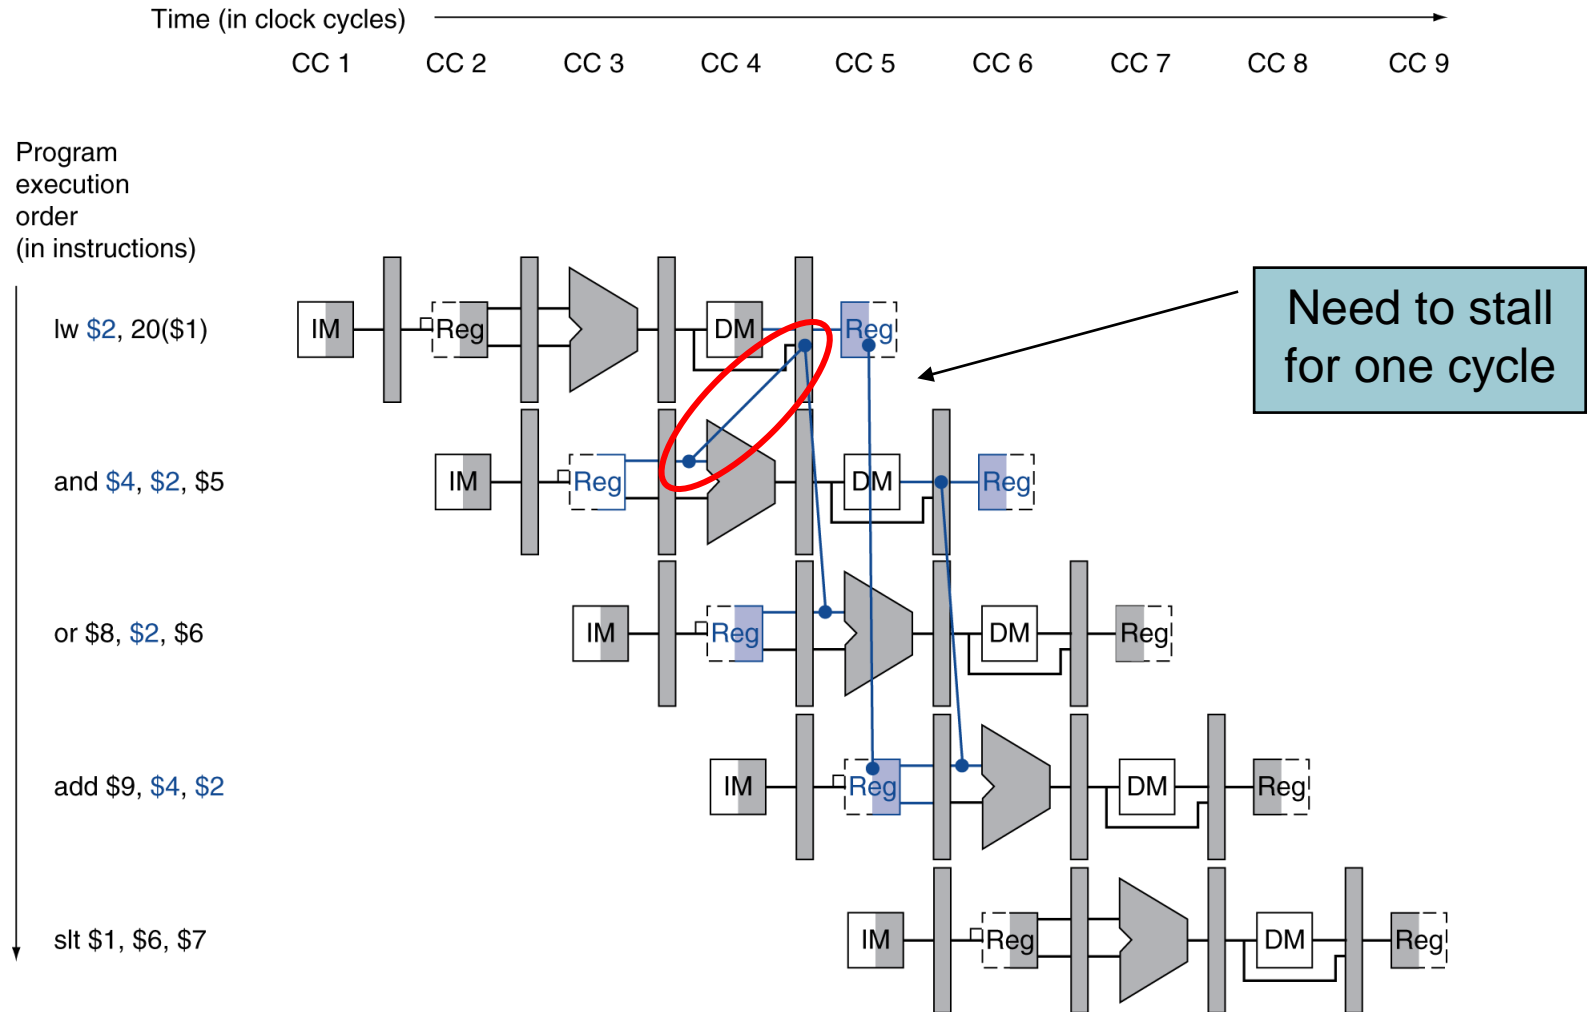 Time (in clock cycles)
CC 1 CC 2 CC 3 CC 4 CC 5 CC 6 CC 7 CC 8 CC 9
Program
execution
order
(in instructions)
Need to stall
for one cycle
lw $2, 20($1) IM Reg DM Reg
and $4, $2, $5 IM Reg DM Reg
or $8, $2, $6 IM Reg DM Reg
add $9, $4, $2 IM Reg DM Reg
slt $1, $6, $7 IM Reg DM Reg